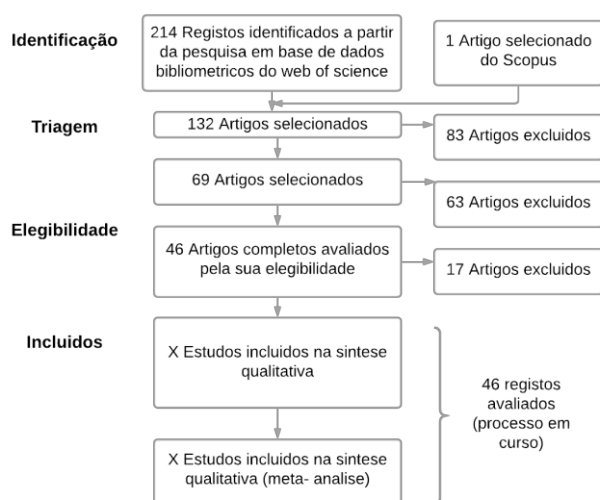 Identificação
214 Registos identificados a partir
da pesquisa em base de dados
bibliometricos do web of science
1 Artigo selecionado
do Scopus
Triagem
132 Artigos selecionados
83 Artigos excluidos
69 Artigos selecionados
63 Artigos excluidos
Elegibilidade
46 Artigos completos avaliados
pela sua elegibilidade
17 Artigos excluidos
Incluidos
X Estudos incluidos na sintese
qualitativa
46 registos
avaliados
(processo em
curso)
X Estudos incluidos na sintese
qualitativa (meta- analise)